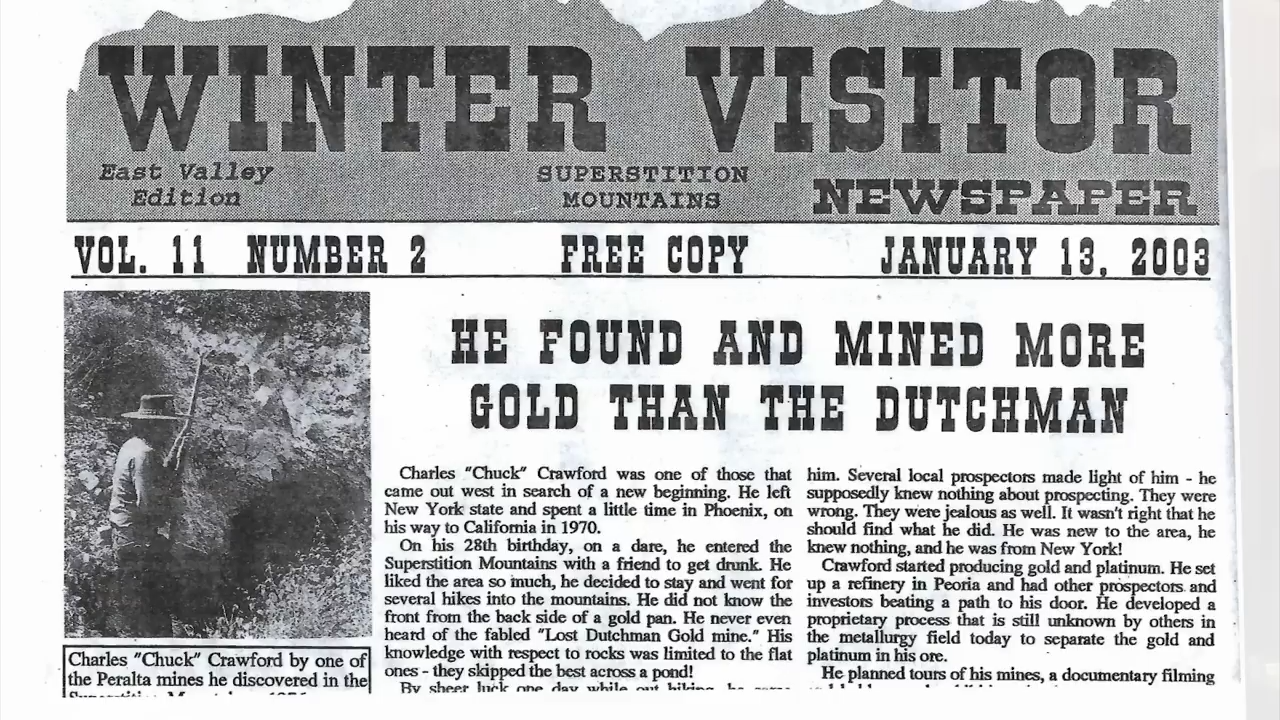 WINTER VISITOR
East Valley
Edition
SUPERSTITION
MOUNTAINS
NEWSPAPER
VOL. 11 NUMBER 2 FREE COPY JANUARY 13, 2003
HE FOUND AND MINED MORE
GOLD THAN THE DUTCHMAN
Charles "Chuck" Crawford by one of
the Peralta mines he discovered in the
Charles "Chuck" Crawford was one of those that
came out west in search of a new beginning. He left
New York state and spent a little time in Phoenix, on
his way to California in 1970.
On his 28th birthday, on a dare, he entered the
Superstition Mountains with a friend to get drunk. He
liked the area so much, he decided to stay and went for
several hikes into the mountains. He did not know the
front from the back side of a gold pan. He never even
heard of the fabled "Lost Dutchman Gold mine." His
knowledge with respect to rocks was limited to the flat
ones - they skipped the best across a pond!
By sheer luck one day while out hiking, he
him. Several local prospectors made light of him - he
supposedly knew nothing about prospecting. They were
wrong. They were jealous as well. It wasn't right that he
should find what he did. He was new to the area, he
knew nothing, and he was from New York!
Crawford started producing gold and platinum. He set
up a refinery in Peoria and had other prospectors and
investors beating a path to his door. He developed a
proprietary process that is still unknown by others in
the metallurgy field today to separate the gold and
platinum in his ore.
He planned tours of his mines, a documentary filming